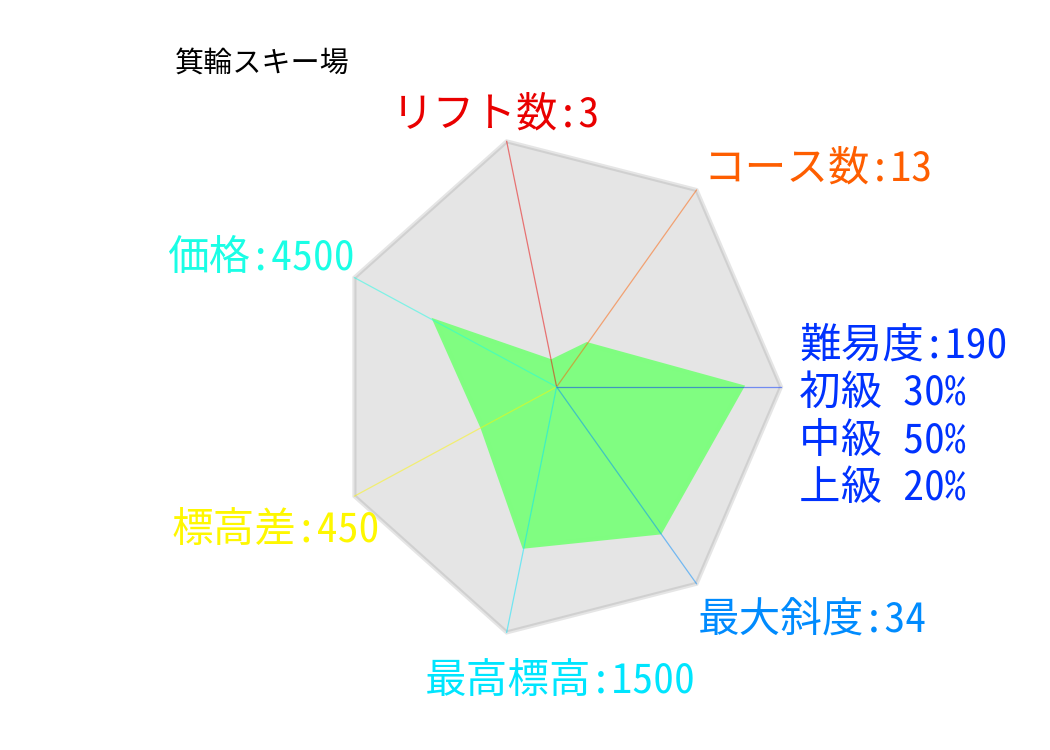 箕輪スキー場
リフト数:3
コース数:13
価格:4500
難易度:190
初級 30%
中級 50%
上級 20%
標高差:450
最大斜度:34
最高標高:1500